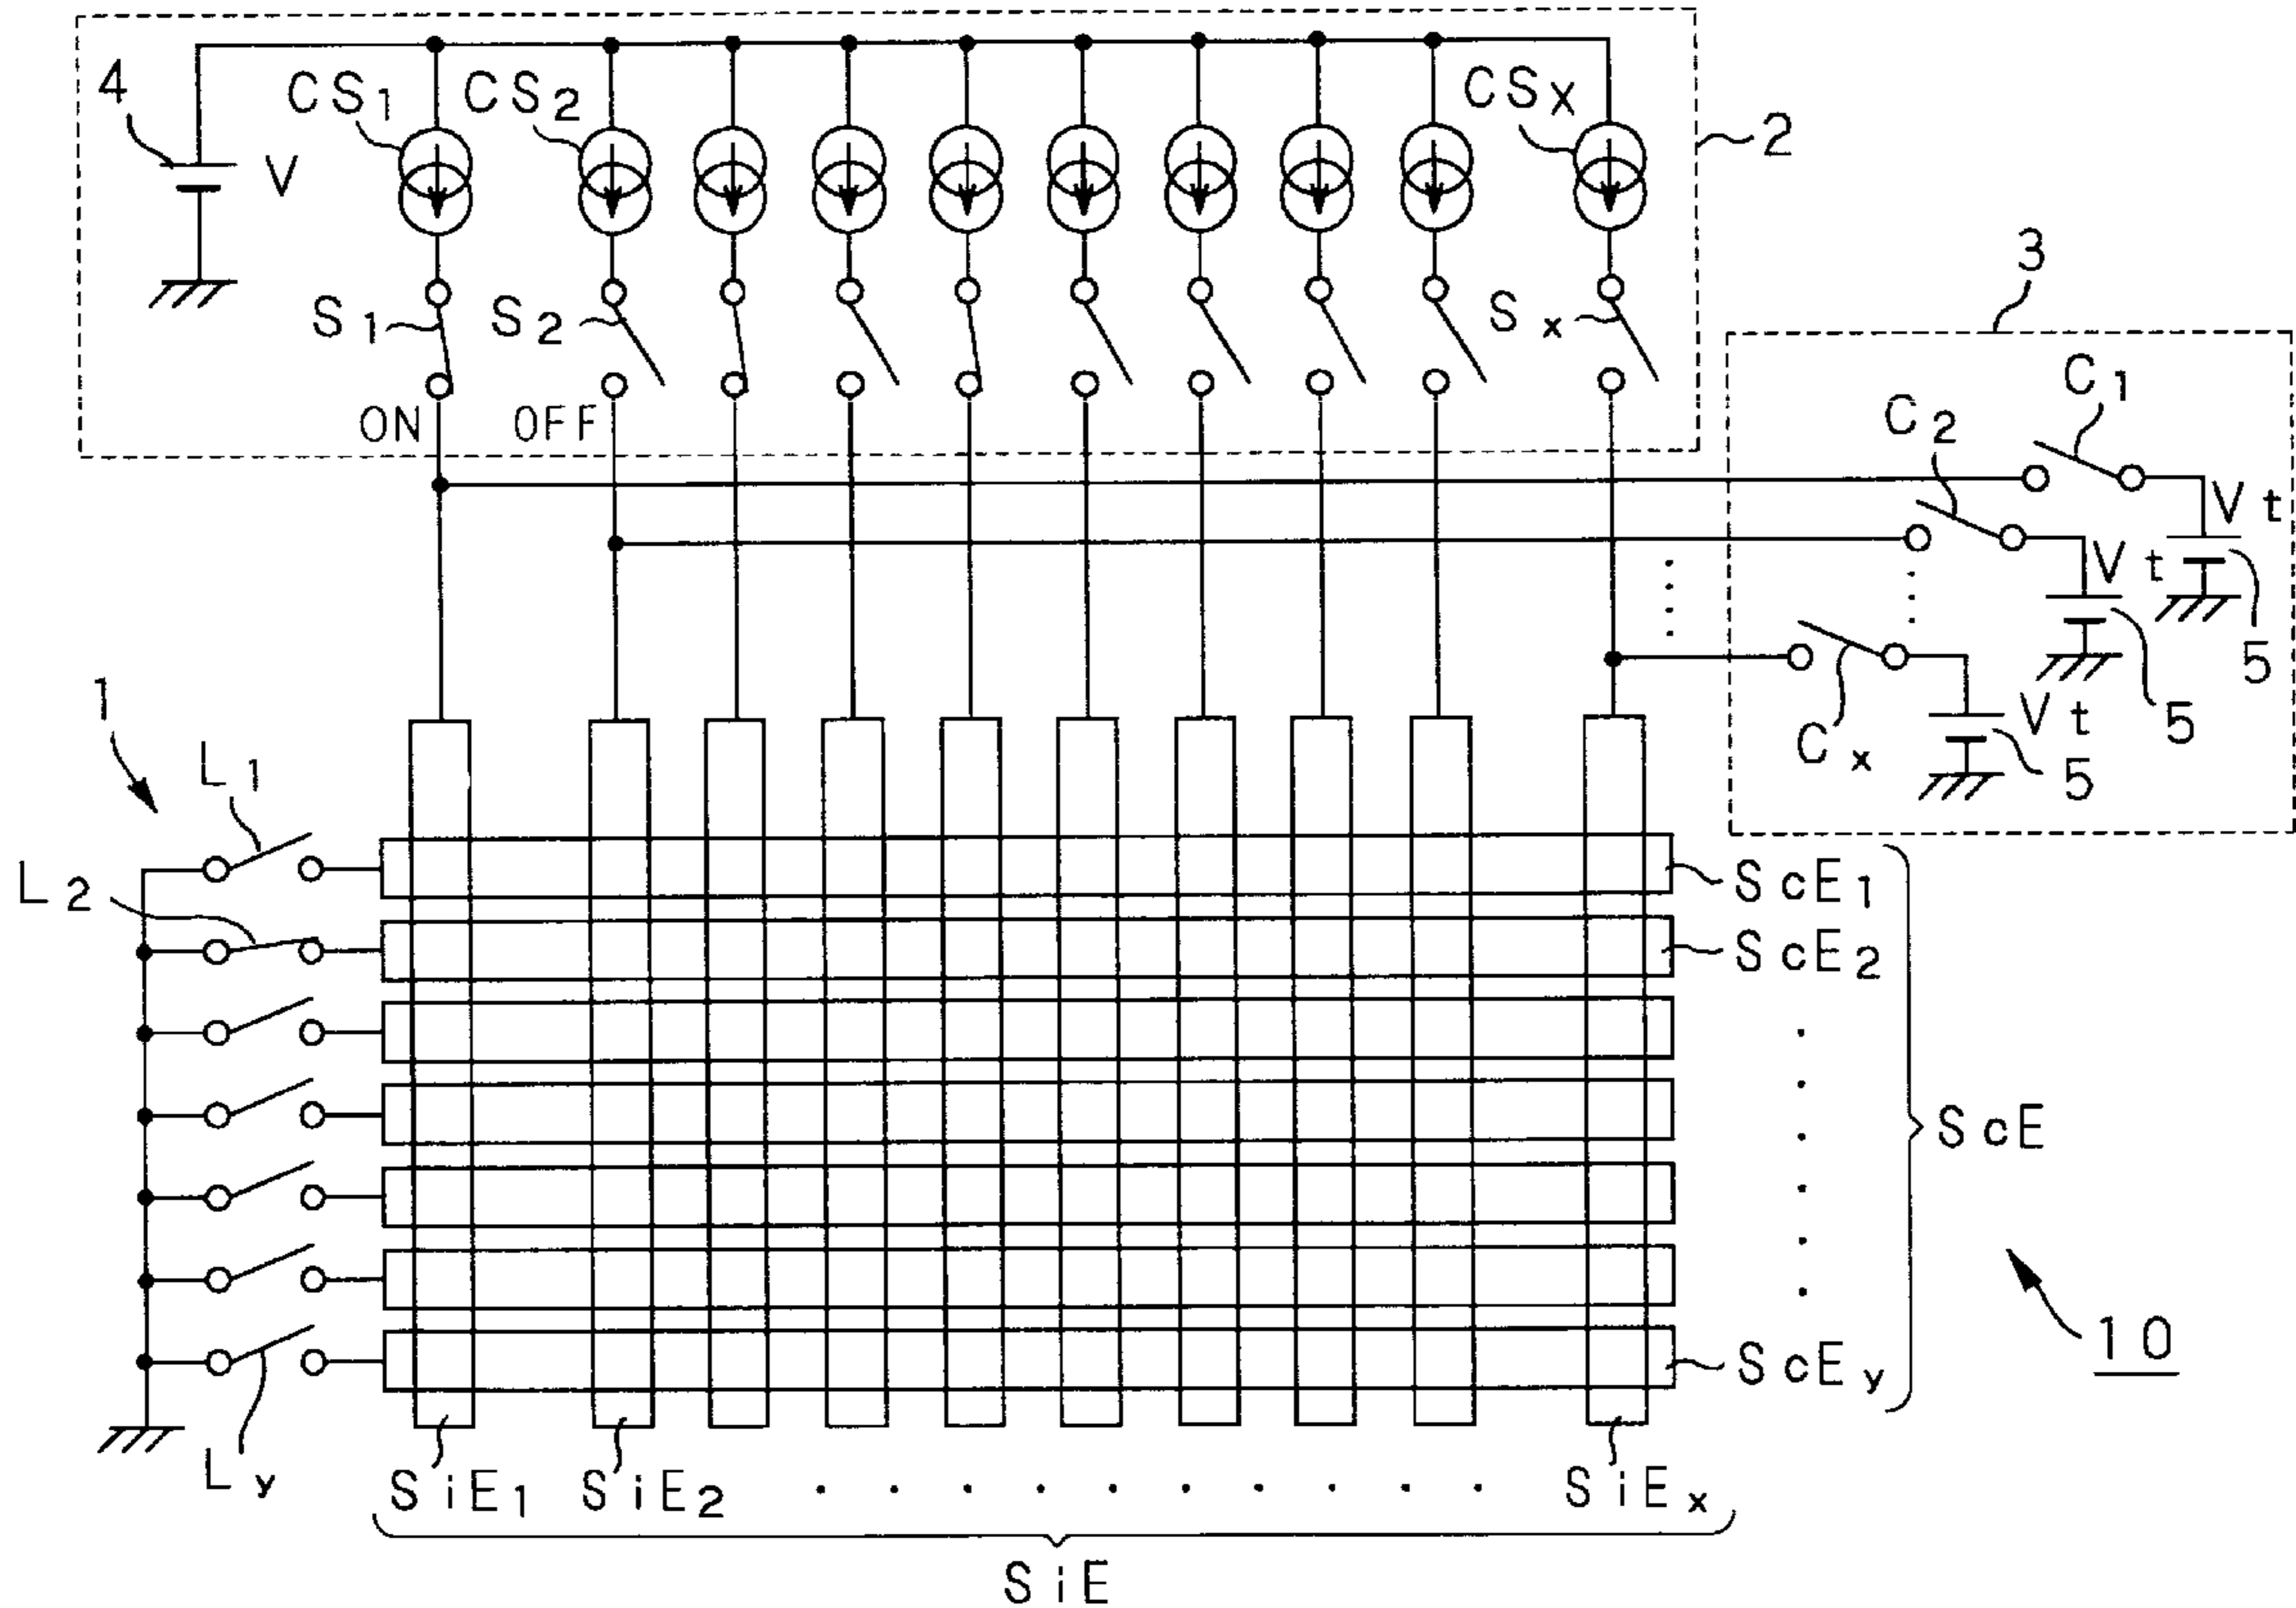 4
V
CS1
CS2
CSX
2
S1
S2
Sx
ON
OFF
3
C1
C2
Cx
Vt
Vt
Vt
5
5
5
1
L1
L2
Ly
ScE1
ScE2
ScEy
ScE
10
SiE1
SiE2
SiEx
SiE